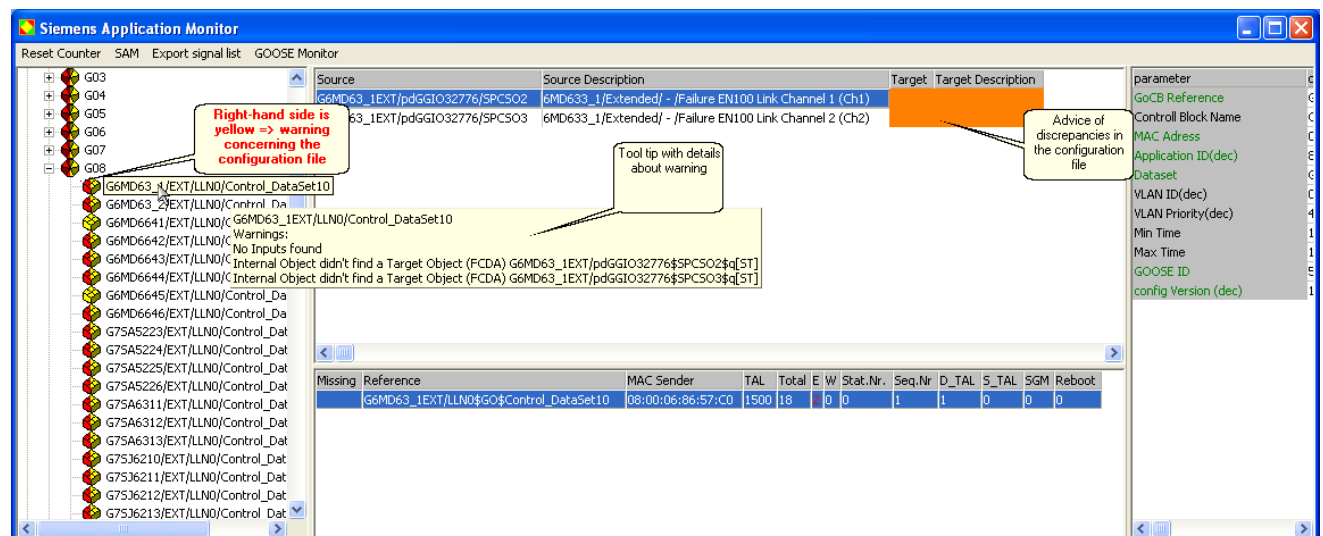 Siemens Application Monitor
Reset Counter SAM Export signal list GOOSE Monitor
G03
G04
G05
G06
G07
G08
G6MD63_1/EXT/LLN0/Control_DataSet10
G6MD63_2/EXT/LLN0/Control_Da
G6MD6641/EXT/LLN0/C
G6MD6642/EXT/LLN0/C
G6MD6643/EXT/LLN0/C
G6MD6644/EXT/LLN0/C
G6MD6645/EXT/LLN0/Control_Da
G6MD6646/EXT/LLN0/Control_Da
G7SA5223/EXT/LLN0/Control_Dat
G7SA5224/EXT/LLN0/Control_Dat
G7SA5225/EXT/LLN0/Control_Dat
G7SA5226/EXT/LLN0/Control_Dat
G7SA6311/EXT/LLN0/Control_Dat
G7SA6312/EXT/LLN0/Control_Dat
G7SA6313/EXT/LLN0/Control_Dat
G7SJ6210/EXT/LLN0/Control_Dat
G7SJ6211/EXT/LLN0/Control_Dat
G7SJ6212/EXT/LLN0/Control_Dat
G7SJ6213/EXT/LLN0/Control_Dat
Right-hand side is
yellow => warning
concerning the
configuration file
Source Source Description Target Target Description
G6MD63_1EXT/pdGGIO32776/SPCSO2 6MD633_1/Extended/ - /Failure EN100 Link Channel 1 (Ch1)
63_1EXT/pdGGIO32776/SPCSO3 6MD633_1/Extended/ - /Failure EN100 Link Channel 2 (Ch2)
Tool tip with details
about warning
Advice of
discrepancies in
the configuration
file
G6MD63_1EXT/LLN0/Control_DataSet10
Warnings:
No Inputs found
Internal Object didn't find a Target Object (FCDA) G6MD63_1EXT/pdGGIO32776$SPCSO2$q[ST]
Internal Object didn't find a Target Object (FCDA) G6MD63_1EXT/pdGGIO32776$SPCSO3$q[ST]
Missing Reference MAC Sender TAL Total E W Stat.Nr. Seq.Nr D_TAL S_TAL SGM Reboot
G6MD63_1EXT/LLN0$GO$Control_DataSet10 08:00:06:86:57:C0 1500 18 2 0 0 1 1 0 0 0
parameter
GoCB Reference
Controll Block Name
MAC Adress
Application ID(dec)
Dataset
VLAN ID(dec)
VLAN Priority(dec) 4
Min Time 1
Max Time 1
GOOSE ID
config Version (dec) 1